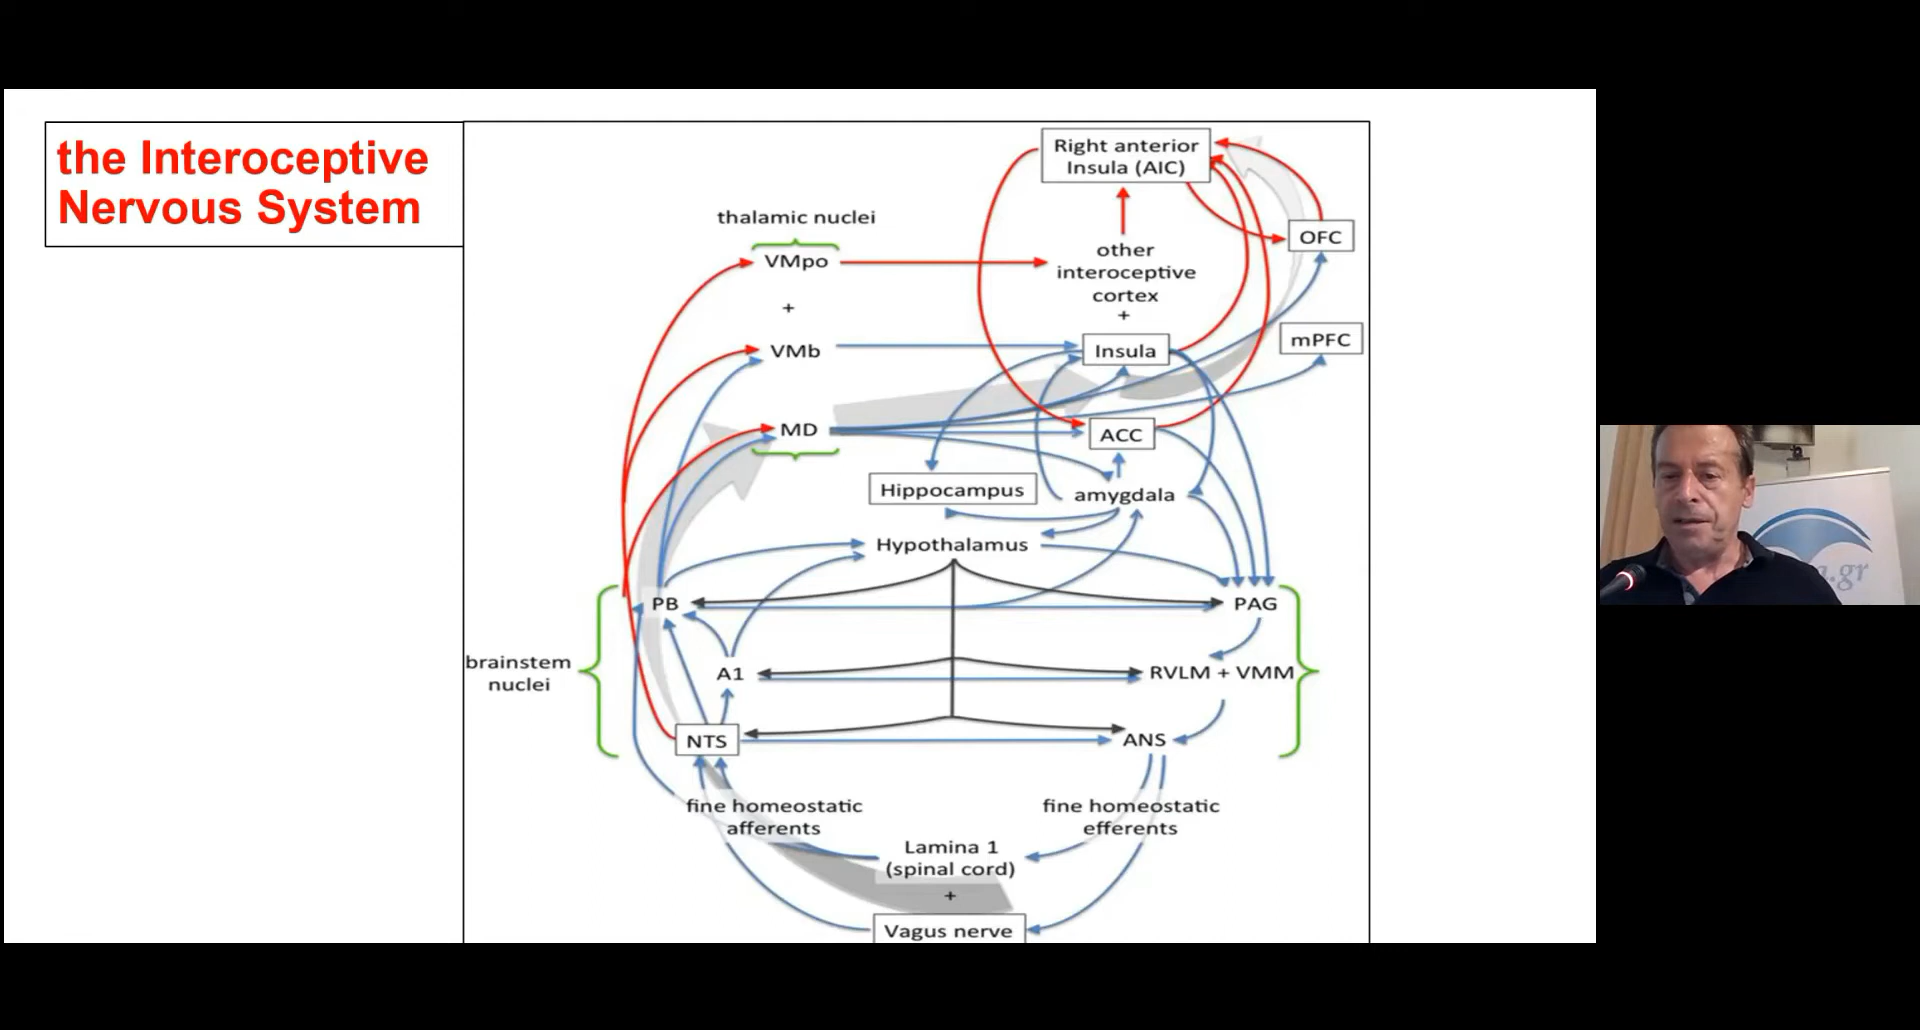 the Interoceptive
Nervous System
Right anterior
Insula (AIC)
thalamic nuclei
OFC
VMpo
other
interoceptive
cortex
+
+
mPFC
VMb
Insula
MD
ACC
Hippocampus
amygdala
Hypothalamus
PB
PAG
brainstem
nuclei
A1
RVLM + VMM
NTS
ANS
fine homeostatic
afferents
fine homeostatic
efferents
Lamina 1
(spinal cord)
+
Vagus nerve
.gr